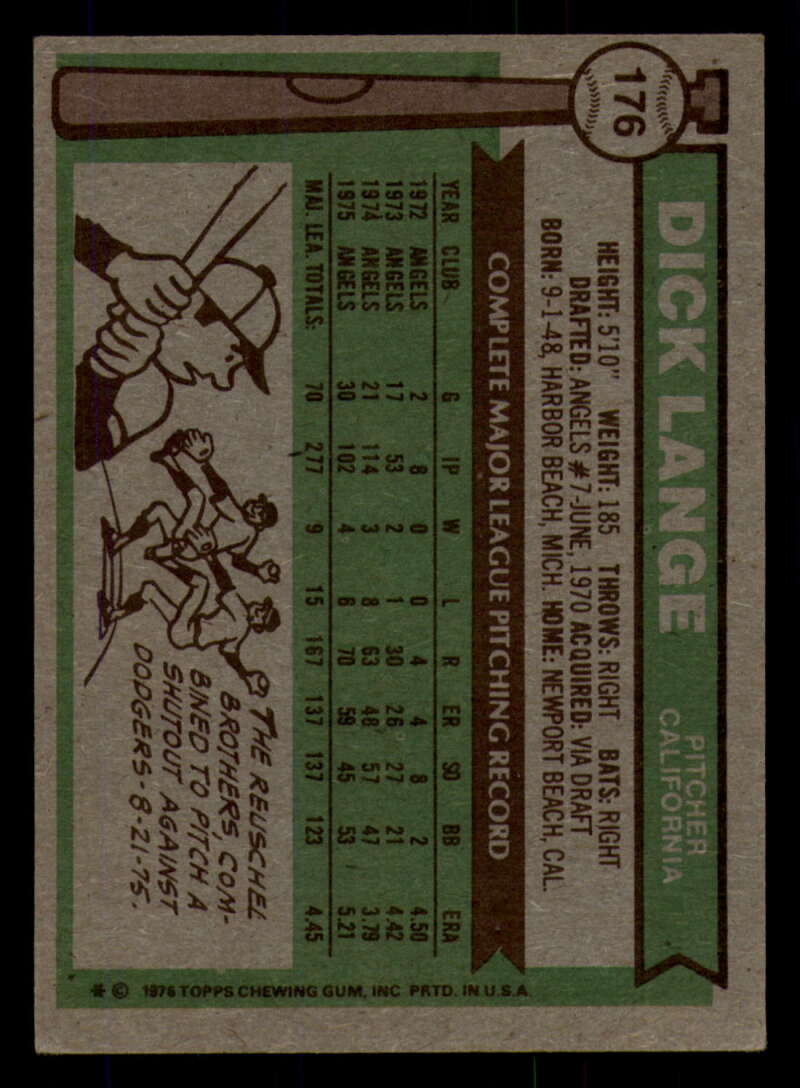 176
DICK LANGE
PITCHER
CALIFORNIA
HEIGHT: 5'10" WEIGHT: 185 THROWS: RIGHT BATS: RIGHT
DRAFTED: ANGELS #7-JUNE, 1970 ACQUIRED: VIA DRAFT
BORN: 9-1-48, HARBOR BEACH, MICH. HOME: NEWPORT BEACH, CAL.
COMPLETE MAJOR LEAGUE PITCHING RECORD
YEAR CLUB G IP W L R ER SO BB ERA
1972 ANGELS 2 8 0 0 4 4 8 2 4.50
1973 ANGELS 17 53 2 1 30 26 27 21 4.42
1974 ANGELS 21 114 3 8 63 48 57 47 3.79
1975 ANGELS 30 102 4 6 70 59 45 53 5.21
MAJ. LEA. TOTALS: 70 277 9 15 167 137 137 123 4.45
THE REUSCHEL
BROTHERS, COM-
BINED TO PITCH A
SHUTOUT AGAINST
DODGERS-8-21-75.
* © 1976 TOPPS CHEWING GUM, INC PRTD. IN U.S.A.